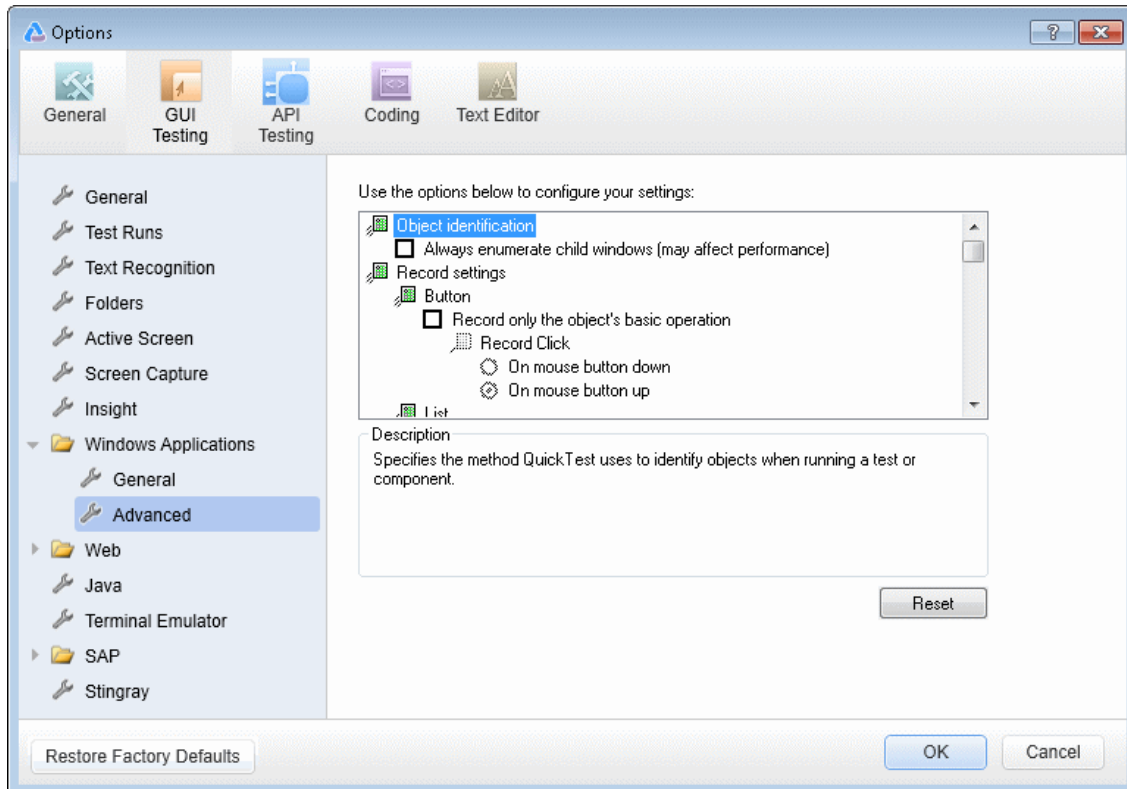 Options
General
GUI
Testing
API
Testing
Coding
Text Editor
General
Test Runs
Text Recognition
Folders
Active Screen
Screen Capture
Insight
Windows Applications
General
Advanced
Web
Java
Terminal Emulator
SAP
Stingray
Use the options below to configure your settings:
Object identification
Always enumerate child windows (may affect performance)
Record settings
Button
Record only the object's basic operation
Record Click
On mouse button down
On mouse button up
List
Description
Specifies the method QuickTest uses to identify objects when running a test or
component.
Reset
Restore Factory Defaults
OK
Cancel